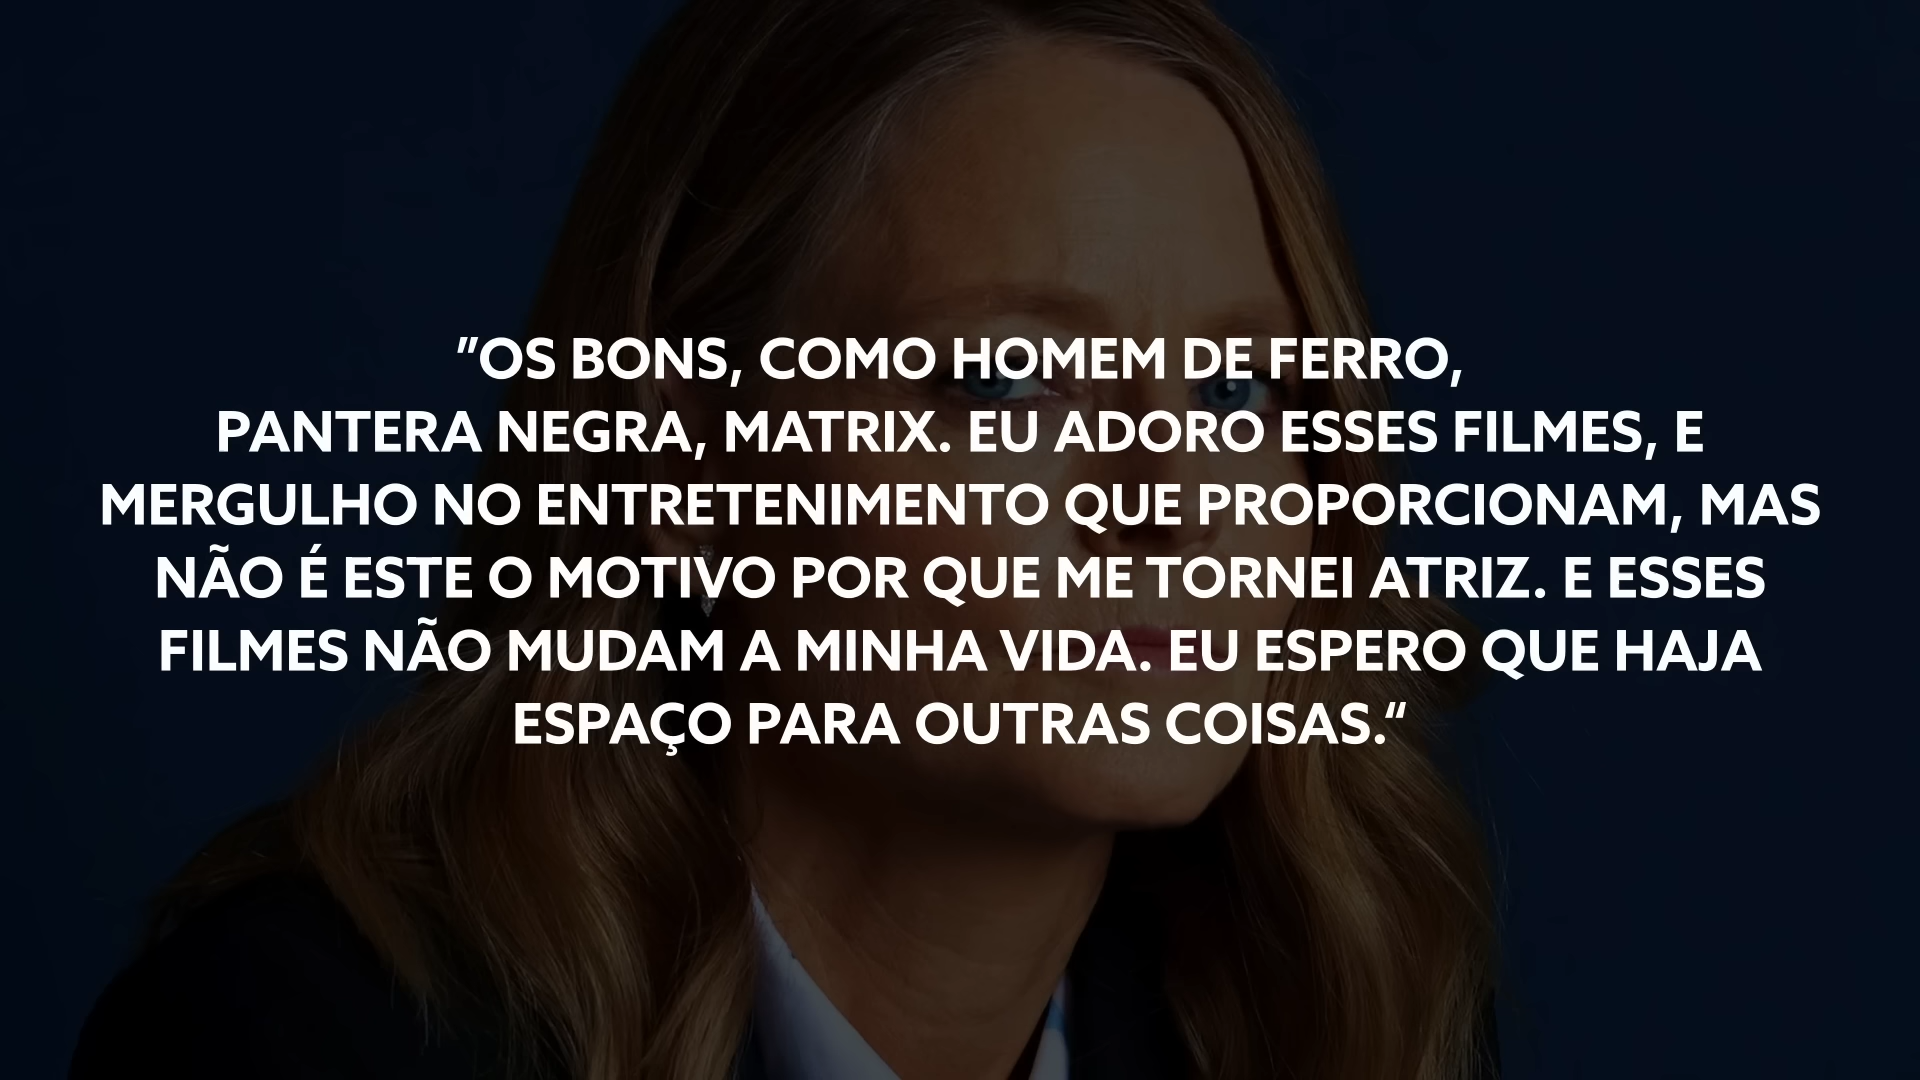 "OS BONS, COMO HOMEM DE FERRO,
PANTERA NEGRA, MATRIX. EU ADORO ESSES FILMES, E
MERGULHO NO ENTRETENIMENTO QUE PROPORCIONAM, MAS
NÃO É ESTE O MOTIVO POR QUE ME TORNEI ATRIZ. E ESSES
FILMES NÃO MUDAM A MINHA VIDA. EU ESPERO QUE HAJA
ESPAÇO PARA OUTRAS COISAS.“